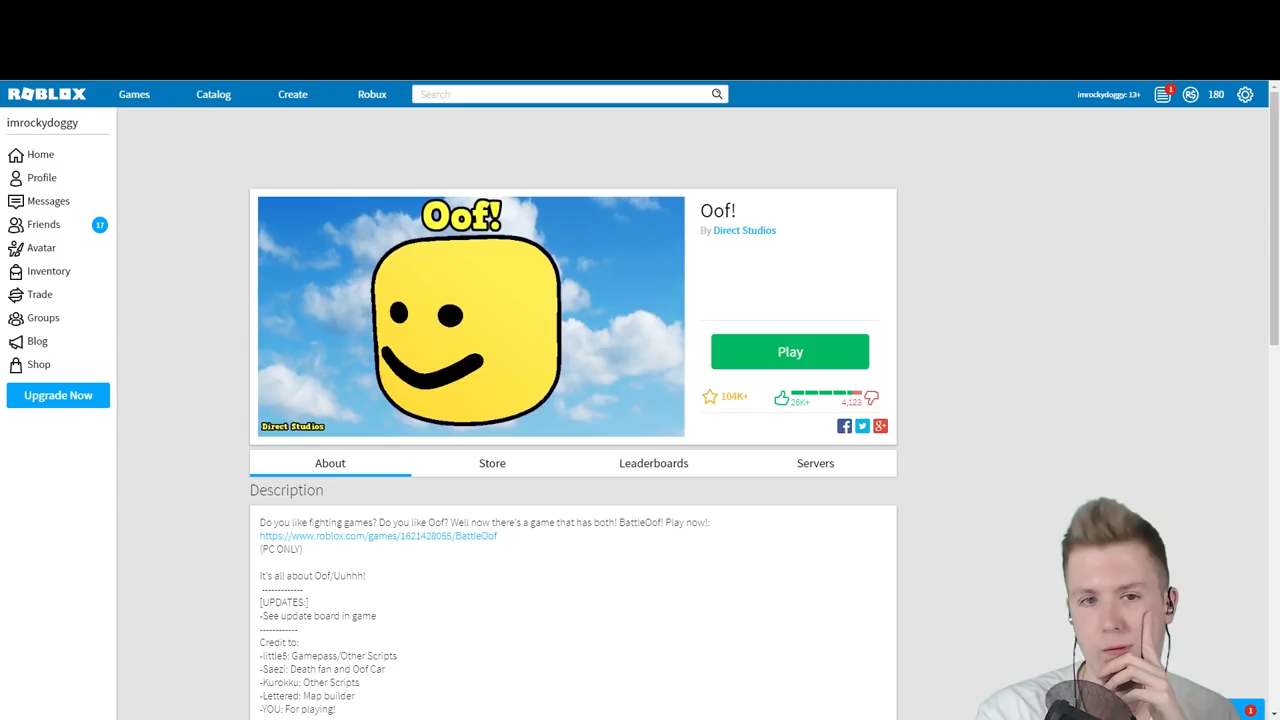 ROBLOX
Games
Catalog
Create
Robux
Search
imrockydoggy: 13+
1
180
imrockydoggy
Home
Profile
Messages
Friends
17
Avatar
Inventory
Trade
Groups
Blog
Shop
Upgrade Now
Oof!
Direct Studios
Oof!
By Direct Studios
Play
104K+
26K+
4,123
About
Store
Leaderboards
Servers
Description
Do you like fighting games? Do you like Oof? Well now there's a game that has both! BattleOof! Play now!:
https://www.roblox.com/games/1621428055/BattleOof
(PC ONLY)
It's all about Oof/Uuhhh!
-------------
[UPDATES:]
-See update board in game
------------
Credit to:
-little6: Gamepass/Other Scripts
-Saezi: Death fan and Oof Car
-Kurokku: Other Scripts
-Lettered: Map builder
-YOU: For playing!
1